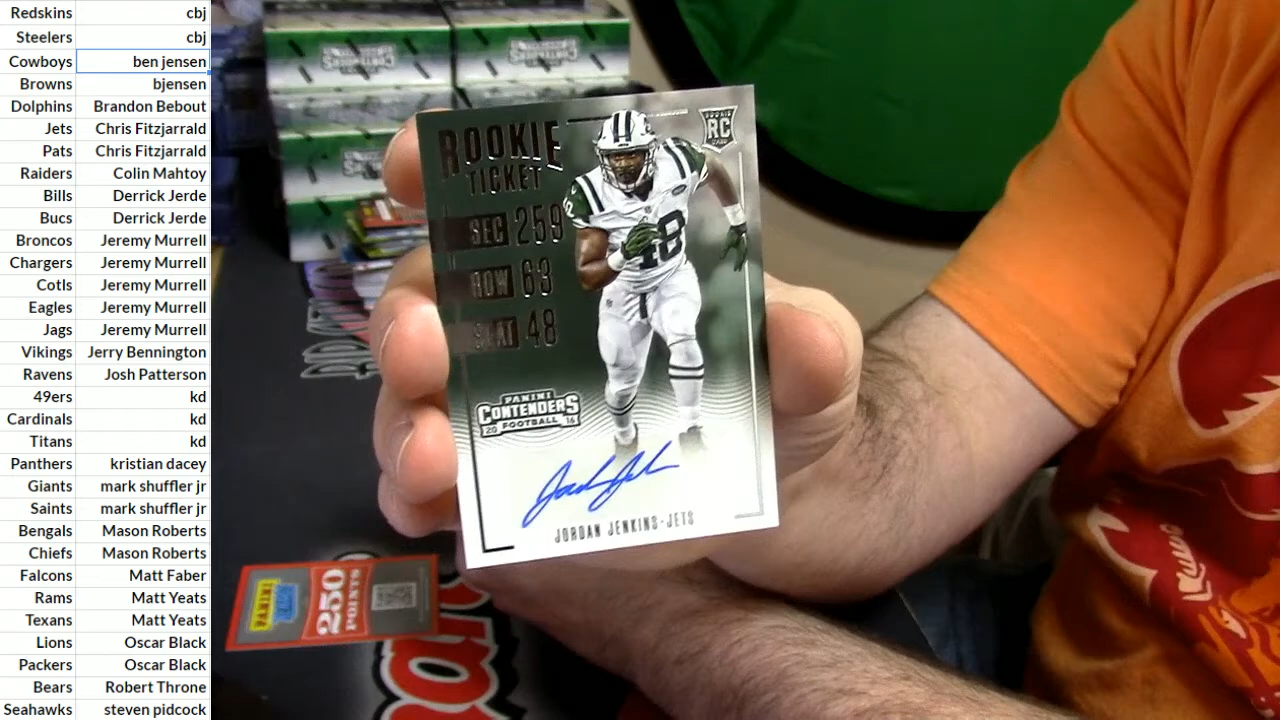 Redskins cbj
Steelers cbj
Cowboys ben jensen
Browns bjensen
Dolphins Brandon Bebout
Jets Chris Fitzjarrald
Pats Chris Fitzjarrald
Raiders Colin Mahtoy
Bills Derrick Jerde
Bucs Derrick Jerde
Broncos Jeremy Murrell
Chargers Jeremy Murrell
Cotls Jeremy Murrell
Eagles Jeremy Murrell
Jags Jeremy Murrell
Vikings Jerry Bennington
Ravens Josh Patterson
49ers kd
Cardinals kd
Titans kd
Panthers kristian dacey
Giants mark shuffler jr
Saints mark shuffler jr
Bengals Mason Roberts
Chiefs Mason Roberts
Falcons Matt Faber
Rams Matt Yeats
Texans Matt Yeats
Lions Oscar Black
Packers Oscar Black
Bears Robert Throne
Seahawks steven pidcock
CONTENDERS
CONTENDERS
ROOKIE
TICKET
ROOKIE
RC
CARD
SEC 259
ROW 63
SEAT 48
48
PANINI
CONTENDERS
20 FOOTBALL 16
JORDAN JENKINS-JETS
PANINI
250
POINTS